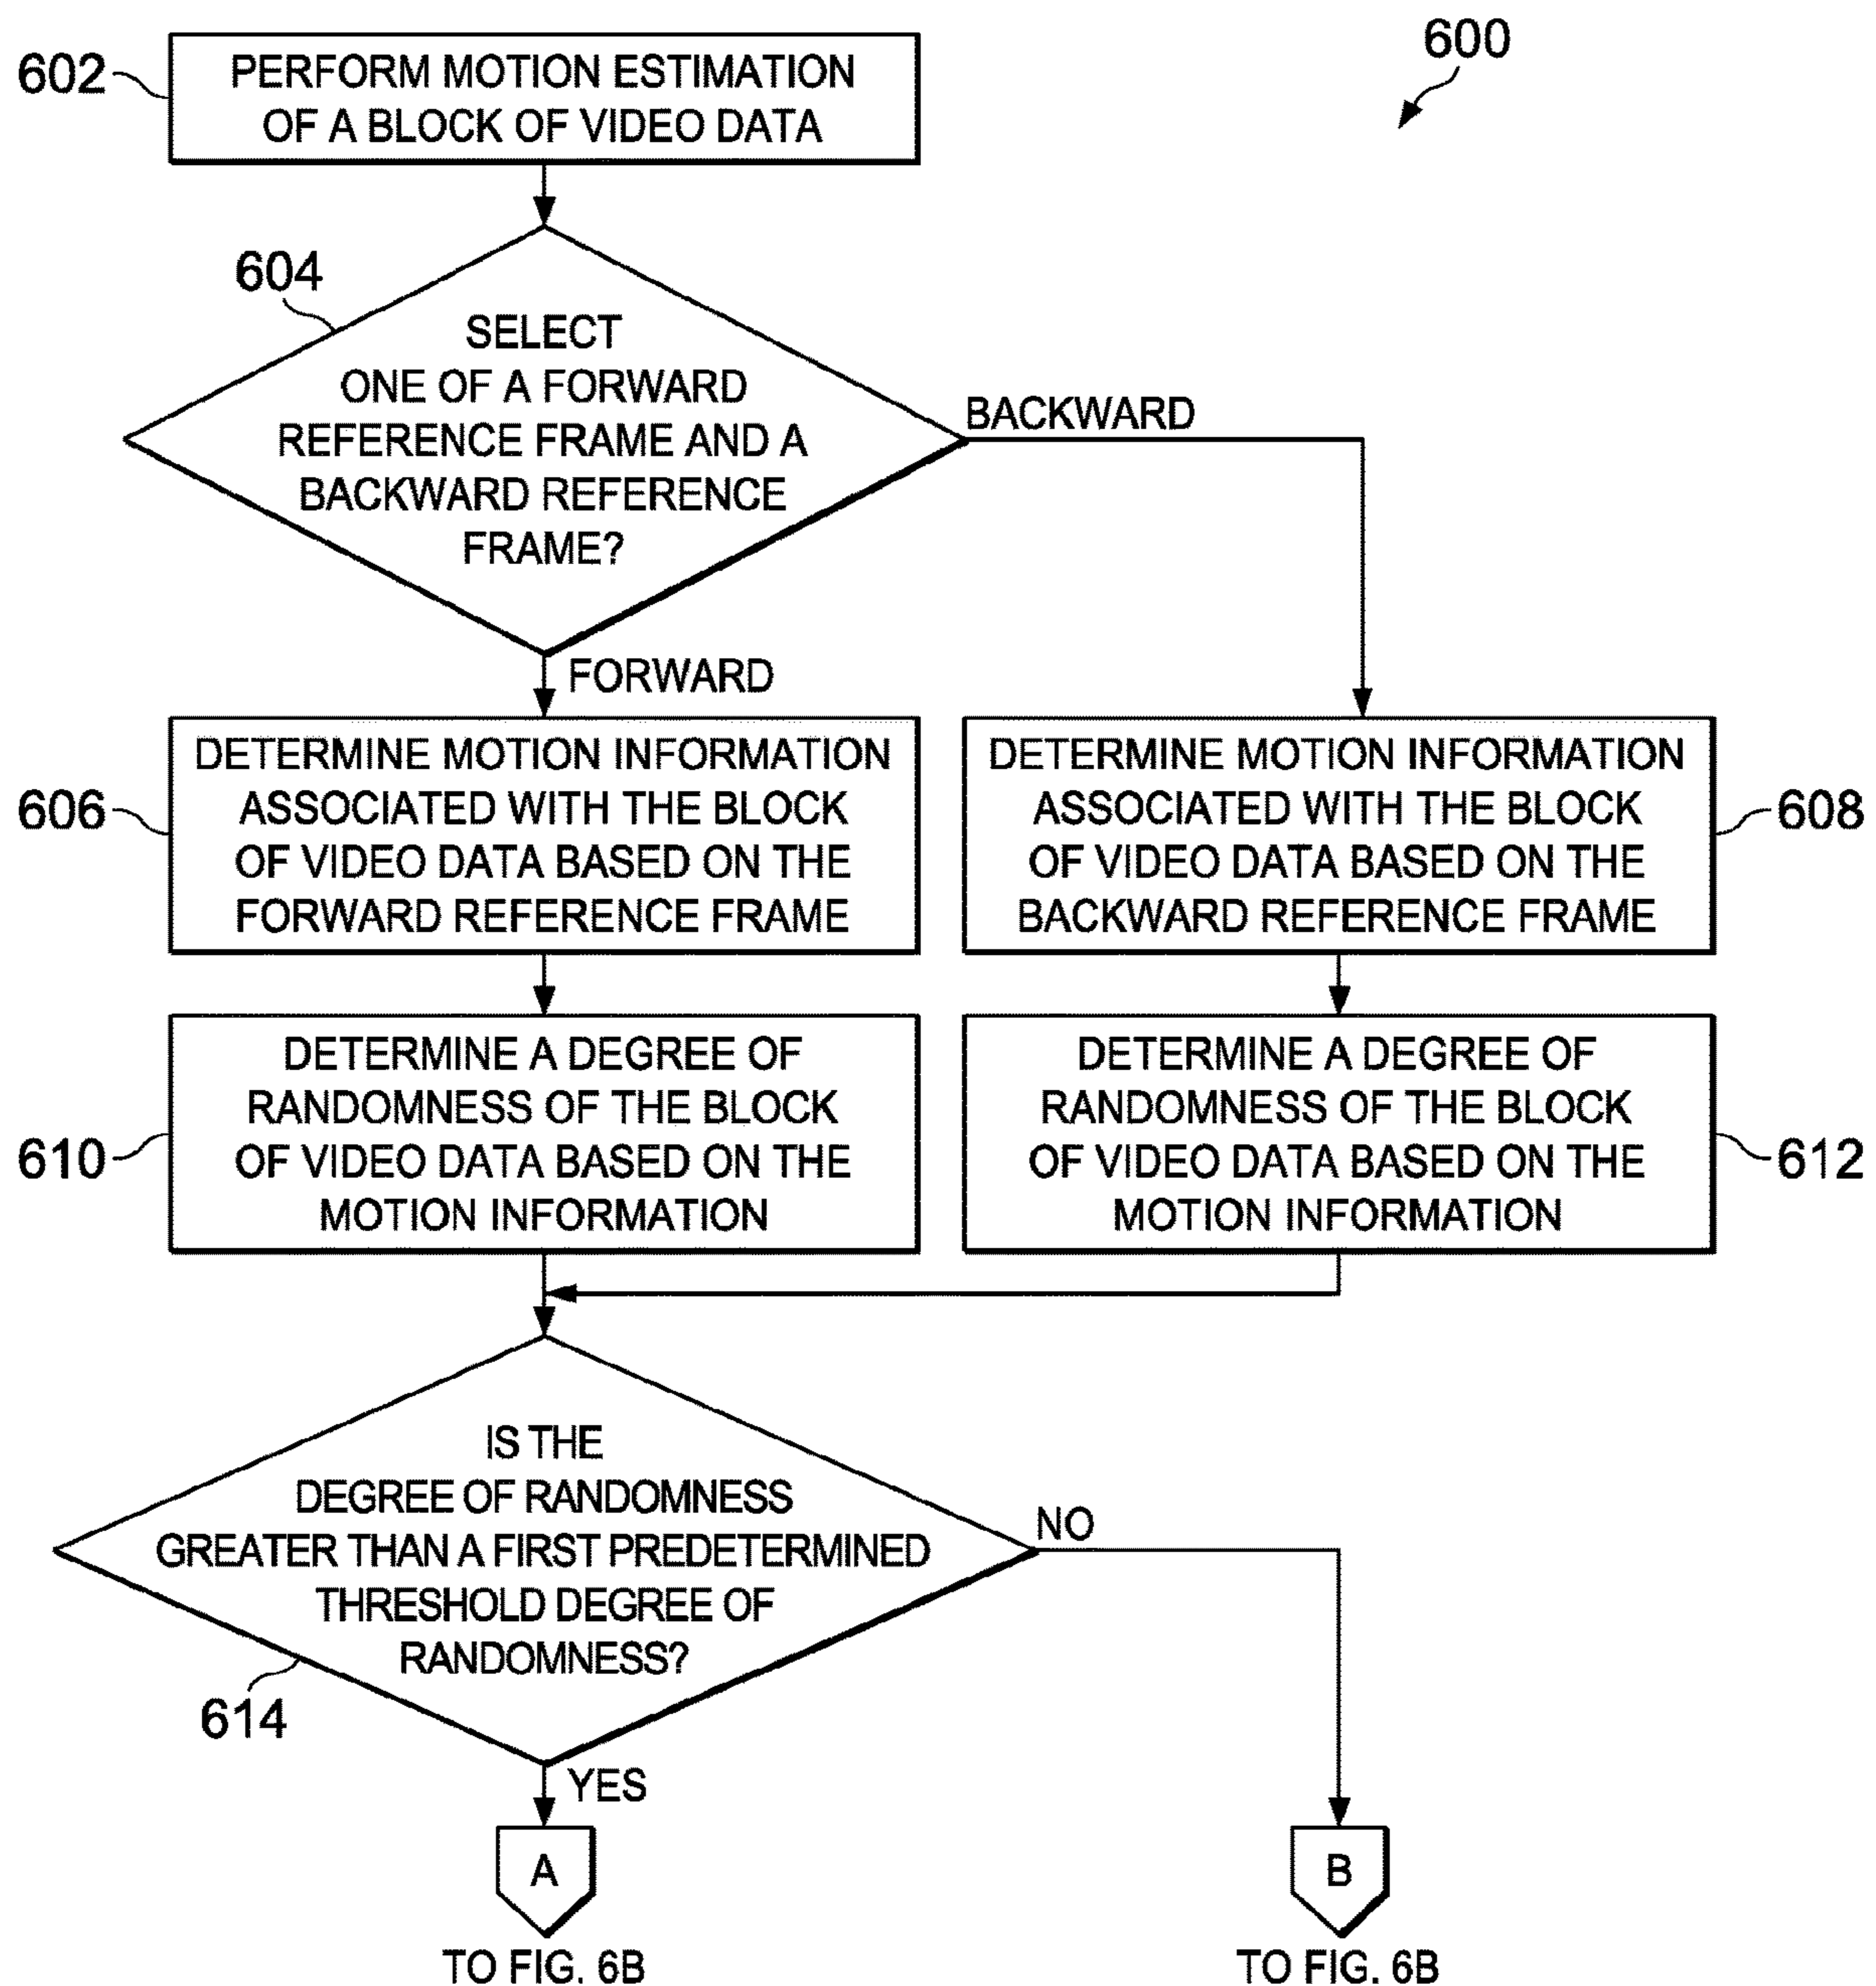 600
602
PERFORM MOTION ESTIMATION
OF A BLOCK OF VIDEO DATA
604
SELECT
ONE OF A FORWARD
REFERENCE FRAME AND A
BACKWARD REFERENCE
FRAME?
BACKWARD
FORWARD
606
DETERMINE MOTION INFORMATION
ASSOCIATED WITH THE BLOCK
OF VIDEO DATA BASED ON THE
FORWARD REFERENCE FRAME
DETERMINE MOTION INFORMATION
ASSOCIATED WITH THE BLOCK
OF VIDEO DATA BASED ON THE
BACKWARD REFERENCE FRAME
608
610
DETERMINE A DEGREE OF
RANDOMNESS OF THE BLOCK
OF VIDEO DATA BASED ON THE
MOTION INFORMATION
DETERMINE A DEGREE OF
RANDOMNESS OF THE BLOCK
OF VIDEO DATA BASED ON THE
MOTION INFORMATION
612
IS THE
DEGREE OF RANDOMNESS
GREATER THAN A FIRST PREDETERMINED
THRESHOLD DEGREE OF
RANDOMNESS?
NO
614
YES
A
TO FIG. 6B
B
TO FIG. 6B